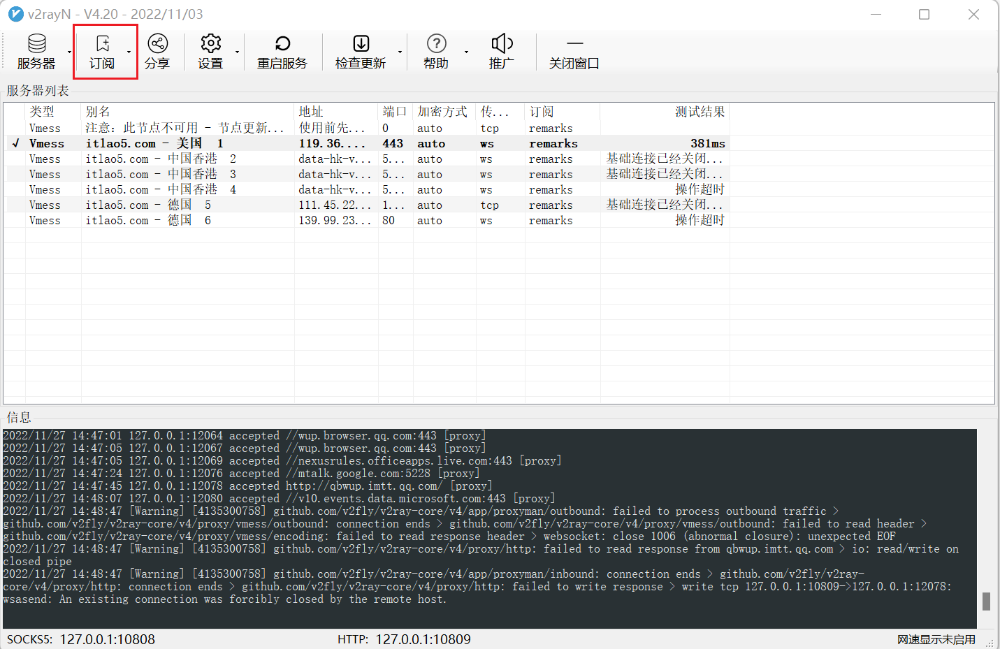 v2rayN - V4.20 - 2022/11/03
服务器 订阅 分享 设置 重启服务 检查更新 帮助 推广 关闭窗口
服务器列表
类型 别名 地址 端口 加密方式 传... 订阅 测试结果
Vmess 注意：此节点不可用 - 节点更新... 使用前先... 0 auto tcp remarks
√ Vmess itlao5.com - 美国 1 119.36.... 443 auto ws remarks 381ms
Vmess itlao5.com - 中国香港 2 data-hk-v... 5... auto ws remarks 基础连接已经关闭...
Vmess itlao5.com - 中国香港 3 data-hk-v... 5... auto ws remarks 基础连接已经关闭...
Vmess itlao5.com - 中国香港 4 data-hk-v... 5... auto ws remarks 操作超时
Vmess itlao5.com - 德国 5 111.45.22... 1... auto tcp remarks 基础连接已经关闭...
Vmess itlao5.com - 德国 6 139.99.23... 80 auto ws remarks 操作超时
信息
2022/11/27 14:47:01 127.0.0.1:12064 accepted //wup.browser.qq.com:443 [proxy]
2022/11/27 14:47:05 127.0.0.1:12067 accepted //wup.browser.qq.com:443 [proxy]
2022/11/27 14:47:05 127.0.0.1:12069 accepted //nexusrules.officeapps.live.com:443 [proxy]
2022/11/27 14:47:24 127.0.0.1:12076 accepted //mtalk.google.com:5228 [proxy]
2022/11/27 14:47:45 127.0.0.1:12078 accepted http://qbwup.imtt.qq.com/ [proxy]
2022/11/27 14:48:07 127.0.0.1:12080 accepted //v10.events.data.microsoft.com:443 [proxy]
2022/11/27 14:48:47 [Warning] [4135300758] github.com/v2fly/v2ray-core/v4/app/proxyman/outbound: failed to process outbound traffic >
github.com/v2fly/v2ray-core/v4/proxy/vmess/outbound: connection ends > github.com/v2fly/v2ray-core/v4/proxy/vmess/outbound: failed to read header >
github.com/v2fly/v2ray-core/v4/proxy/vmess/encoding: failed to read response header > websocket: close 1006 (abnormal closure): unexpected EOF
2022/11/27 14:48:47 [Warning] [4135300758] github.com/v2fly/v2ray-core/v4/proxy/http: failed to read response from qbwup.imtt.qq.com > io: read/write on
closed pipe
2022/11/27 14:48:47 [Warning] [4135300758] github.com/v2fly/v2ray-core/v4/app/proxyman/inbound: connection ends > github.com/v2fly/v2ray-
core/v4/proxy/http: connection ends > github.com/v2fly/v2ray-core/v4/proxy/http: failed to write response > write tcp 127.0.0.1:10809->127.0.0.1:12078:
wsasend: An existing connection was forcibly closed by the remote host.
SOCKS5: 127.0.0.1:10808 HTTP: 127.0.0.1:10809 网速显示未启用